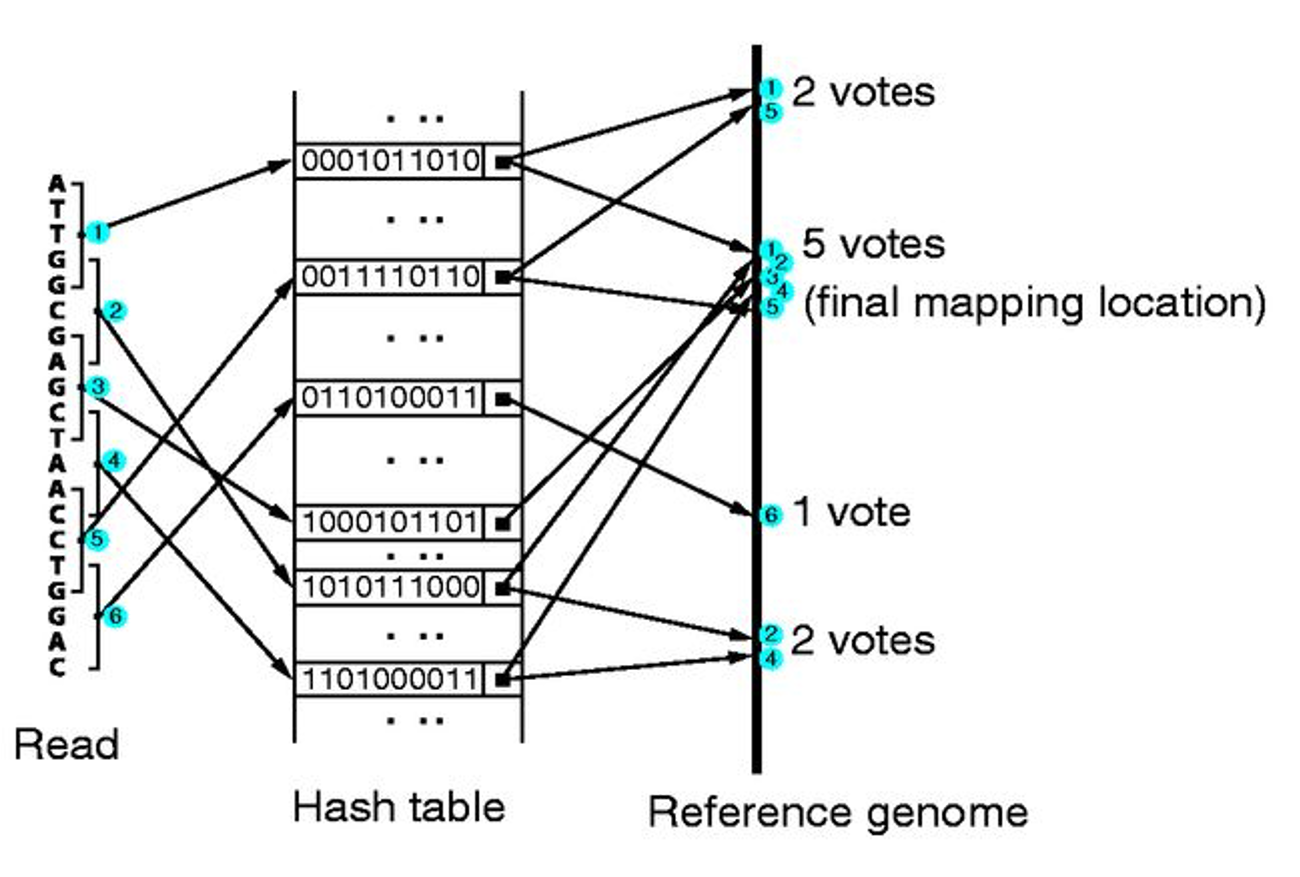 A
T
T
G
G
C
G
A
G
C
T
A
A
C
C
T
G
G
A
C
1
2
3
4
5
6
Read
0001011010
0011110110
0110100011
1000101101
1010111000
1101000011
Hash table
1
5
2 votes
1
2
3
4
5
5 votes
(final mapping location)
6
1 vote
2
4
2 votes
Reference genome